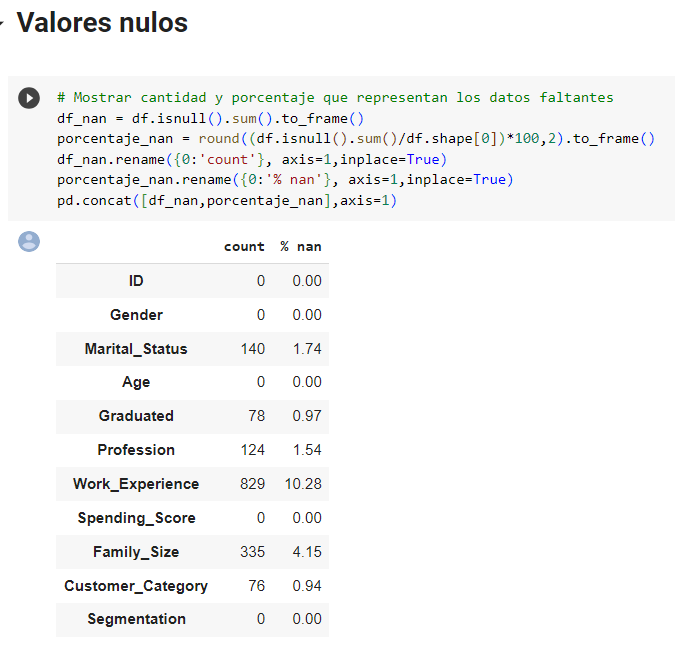 Valores nulos
# Mostrar cantidad y porcentaje que representan los datos faltantes
df_nan = df.isnull().sum().to_frame()
porcentaje_nan = round((df.isnull().sum()/df.shape[0])*100,2).to_frame()
df_nan.rename({0:'count'}, axis=1,inplace=True)
porcentaje_nan.rename({0:'% nan'}, axis=1,inplace=True)
pd.concat([df_nan,porcentaje_nan],axis=1)
count % nan
ID 0 0.00
Gender 0 0.00
Marital_Status 140 1.74
Age 0 0.00
Graduated 78 0.97
Profession 124 1.54
Work_Experience 829 10.28
Spending_Score 0 0.00
Family_Size 335 4.15
Customer_Category 76 0.94
Segmentation 0 0.00